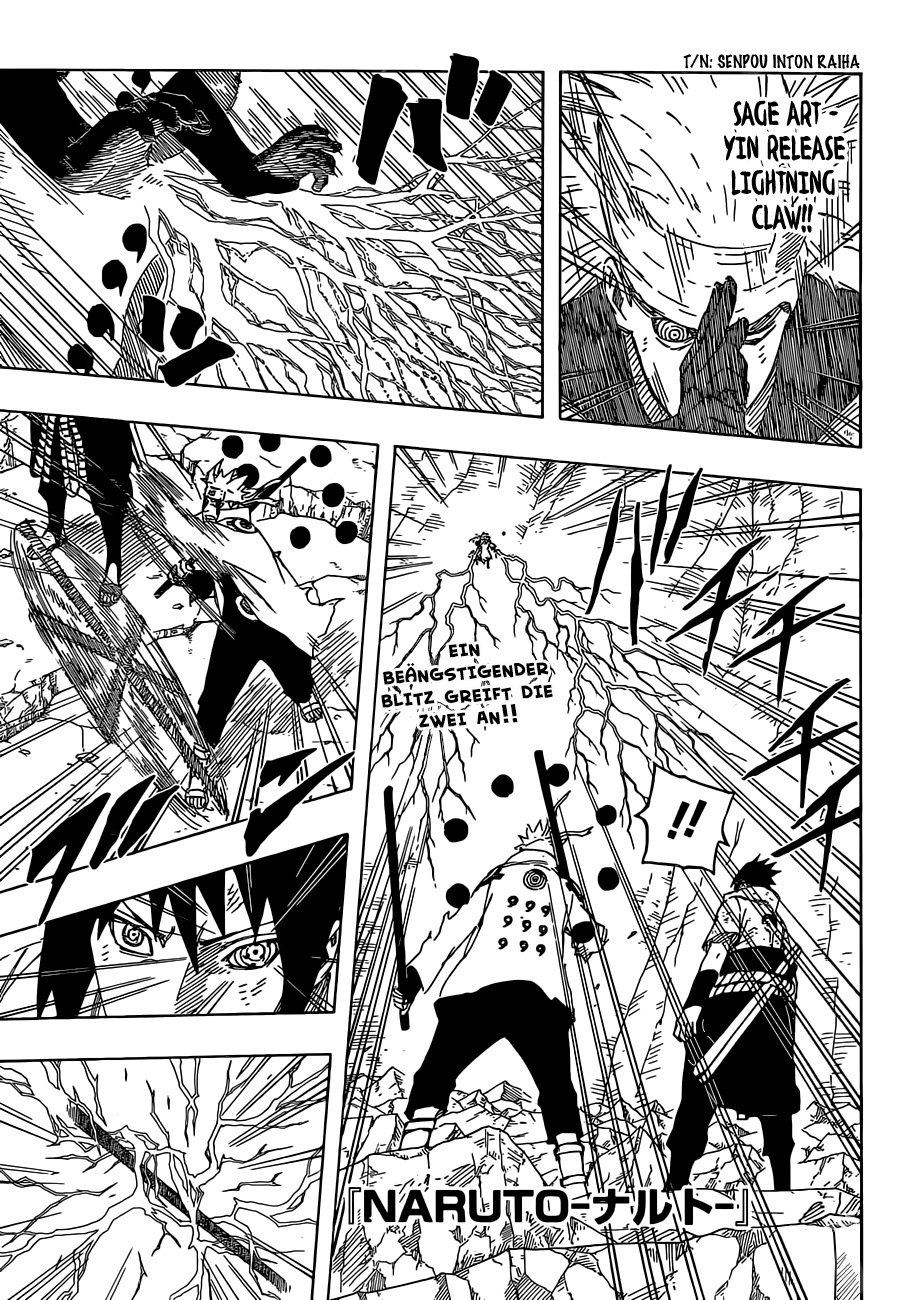 T/N: SENPOU INTON RAIHA
SAGE ART -
YIN RELEASE
LIGHTNING
CLAW!!
EIN
BEÄNGSTIGENDER
BLITZ GREIFT DIE
ZWEI AN!!
!!
『NARUTO-ナルト-』